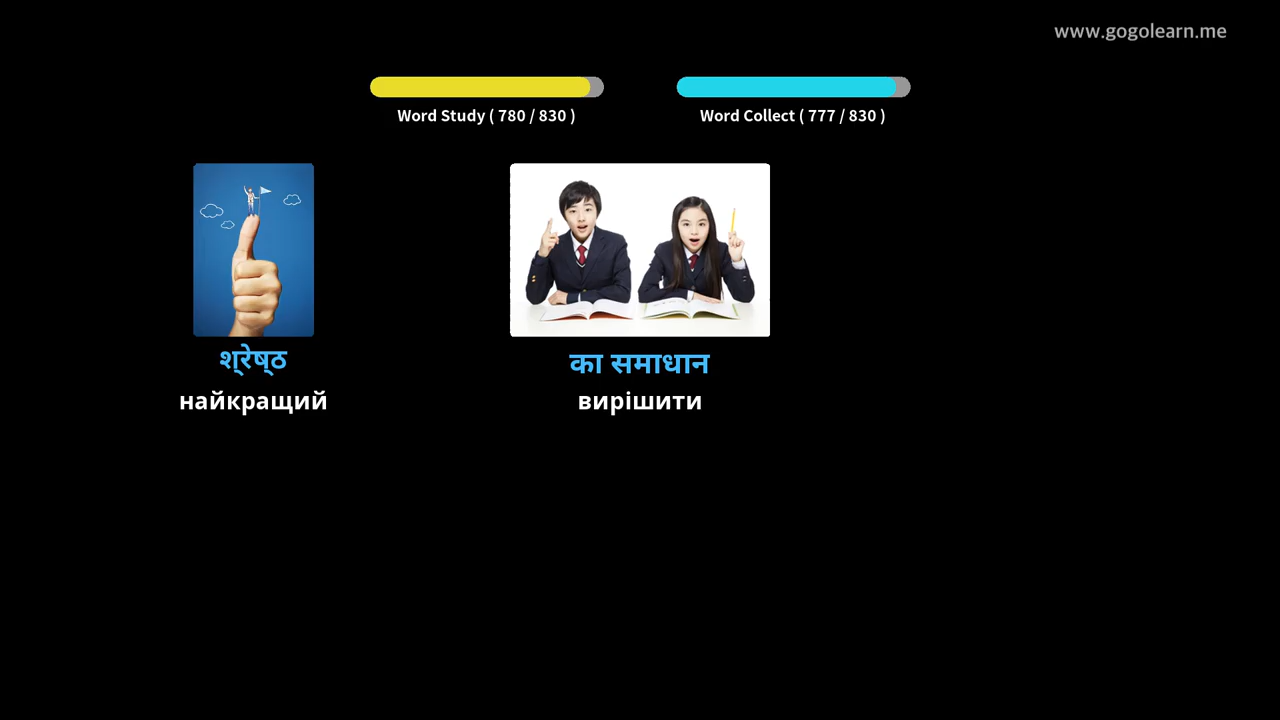 www.gogolearn.me
Word Study ( 780 / 830 )
Word Collect ( 777 / 830 )
श्रेष्ठ
найкращий
का समाधान
вирішити